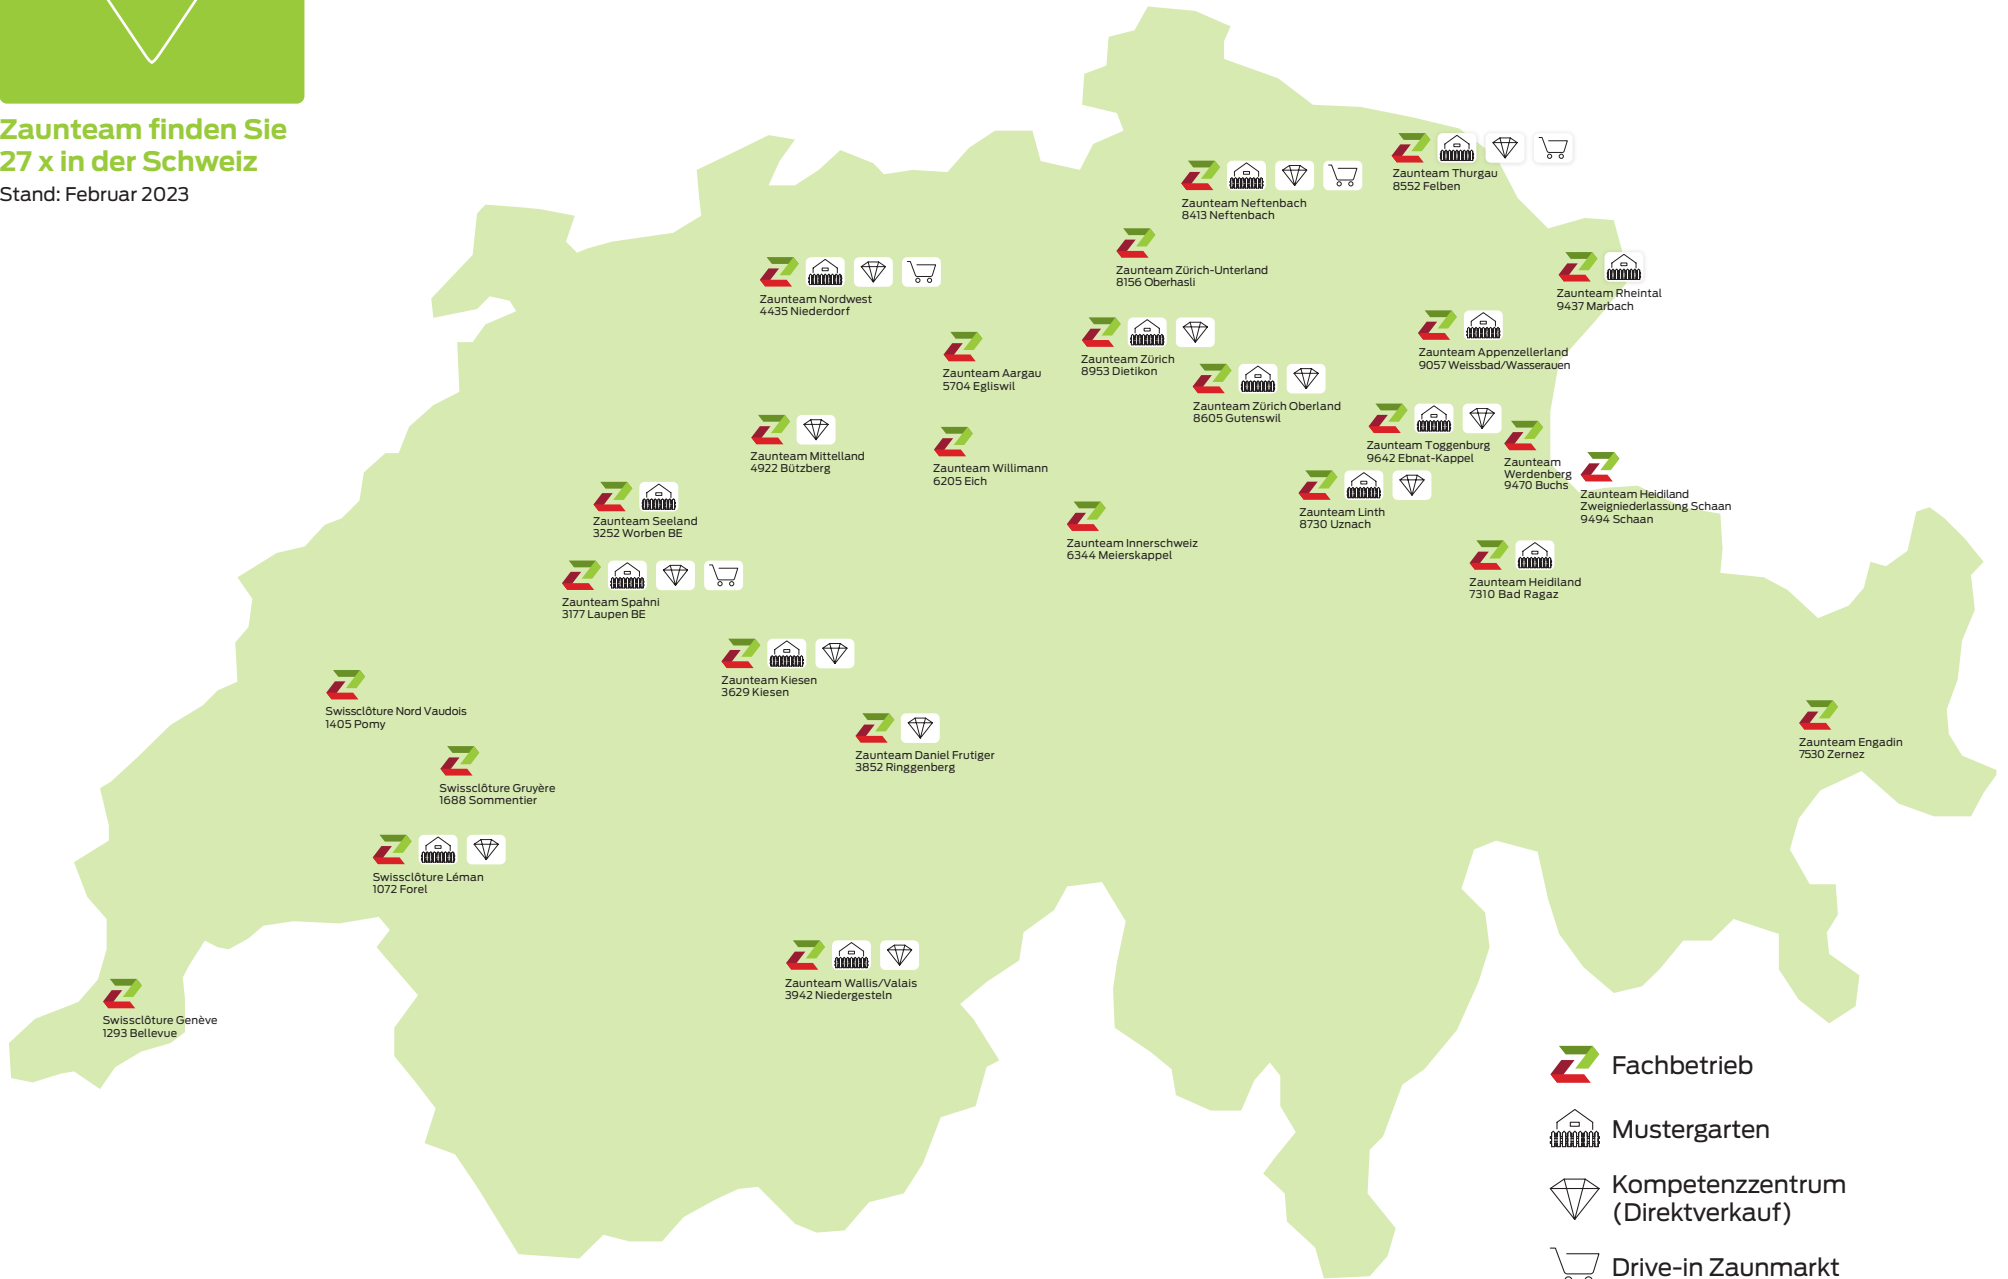 Zaunteam finden Sie
27 x in der Schweiz
Stand: Februar 2023
Zaunteam Thurgau
8552 Felben
Zaunteam Neftenbach
8413 Neftenbach
Zaunteam Zürich-Unterland
8156 Oberhasli
Zaunteam Nordwest
4435 Niederdorf
Zaunteam Rheintal
9437 Marbach
Zaunteam Aargau
5704 Egliswil
Zaunteam Zürich
8953 Dietikon
Zaunteam Appenzellerland
9057 Weissbad/Wasserauen
Zaunteam Zürich Oberland
8605 Gutenswil
Zaunteam Mittelland
4922 Bützberg
Zaunteam Willimann
6205 Eich
Zaunteam Toggenburg
9642 Ebnat-Kappel
Zaunteam
Werdenberg
9470 Buchs
Zaunteam Heidiland
Zweigniederlassung Schaan
9494 Schaan
Zaunteam Seeland
3252 Worben BE
Zaunteam Linth
8730 Uznach
Zaunteam Innerschweiz
6344 Meierskappel
Zaunteam Heidiland
7310 Bad Ragaz
Zaunteam Spahni
3177 Laupen BE
Zaunteam Kiesen
3629 Kiesen
Swissclôture Nord Vaudois
1405 Pomy
Zaunteam Daniel Frutiger
3852 Ringgenberg
Zaunteam Engadin
7530 Zernez
Swissclôture Gruyère
1688 Sommentier
Swissclôture Léman
1072 Forel
Zaunteam Wallis/Valais
3942 Niedergesteln
Swissclôture Genève
1293 Bellevue
Fachbetrieb
Mustergarten
Kompetenzzentrum
(Direktverkauf)
Drive-in Zaunmarkt